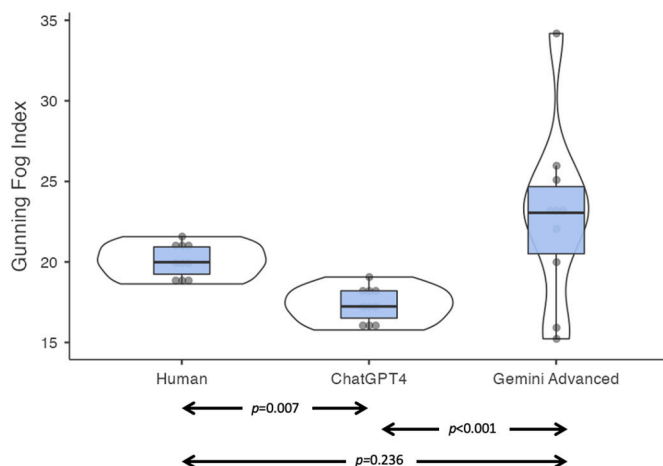 35
30
25
20
15
Gunning Fog Index
Human ChatGPT4 Gemini Advanced
p=0.007
p<0.001
p=0.236